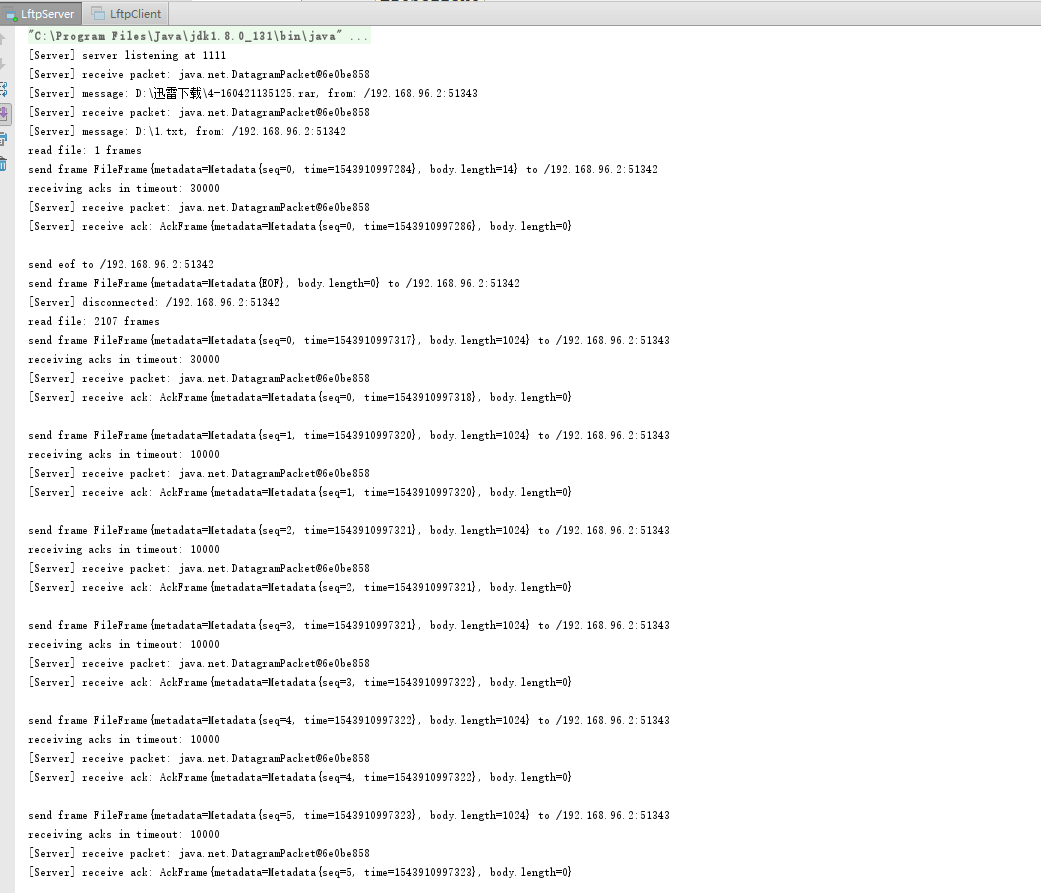 LftpServer LftpClient
"C:\Program Files\Java\jdk1.8.0_131\bin\java" ...
[Server] server listening at 1111
[Server] receive packet: java.net.DatagramPacket@6e0be858
[Server] message: D:\迅雷下载\4-160421135125.rar, from: /192.168.96.2:51343
[Server] receive packet: java.net.DatagramPacket@6e0be858
[Server] message: D:\1.txt, from: /192.168.96.2:51342
read file: 1 frames
send frame FileFrame{metadata=Metadata{seq=0, time=1543910997284}, body.length=14} to /192.168.96.2:51342
receiving acks in timeout: 30000
[Server] receive packet: java.net.DatagramPacket@6e0be858
[Server] receive ack: AckFrame{metadata=Metadata{seq=0, time=1543910997286}, body.length=0}
send eof to /192.168.96.2:51342
send frame FileFrame{metadata=Metadata{EOF}, body.length=0} to /192.168.96.2:51342
[Server] disconnected: /192.168.96.2:51342
read file: 2107 frames
send frame FileFrame{metadata=Metadata{seq=0, time=1543910997317}, body.length=1024} to /192.168.96.2:51343
receiving acks in timeout: 30000
[Server] receive packet: java.net.DatagramPacket@6e0be858
[Server] receive ack: AckFrame{metadata=Metadata{seq=0, time=1543910997318}, body.length=0}
send frame FileFrame{metadata=Metadata{seq=1, time=1543910997320}, body.length=1024} to /192.168.96.2:51343
receiving acks in timeout: 10000
[Server] receive packet: java.net.DatagramPacket@6e0be858
[Server] receive ack: AckFrame{metadata=Metadata{seq=1, time=1543910997320}, body.length=0}
send frame FileFrame{metadata=Metadata{seq=2, time=1543910997321}, body.length=1024} to /192.168.96.2:51343
receiving acks in timeout: 10000
[Server] receive packet: java.net.DatagramPacket@6e0be858
[Server] receive ack: AckFrame{metadata=Metadata{seq=2, time=1543910997321}, body.length=0}
send frame FileFrame{metadata=Metadata{seq=3, time=1543910997321}, body.length=1024} to /192.168.96.2:51343
receiving acks in timeout: 10000
[Server] receive packet: java.net.DatagramPacket@6e0be858
[Server] receive ack: AckFrame{metadata=Metadata{seq=3, time=1543910997322}, body.length=0}
send frame FileFrame{metadata=Metadata{seq=4, time=1543910997322}, body.length=1024} to /192.168.96.2:51343
receiving acks in timeout: 10000
[Server] receive packet: java.net.DatagramPacket@6e0be858
[Server] receive ack: AckFrame{metadata=Metadata{seq=4, time=1543910997322}, body.length=0}
send frame FileFrame{metadata=Metadata{seq=5, time=1543910997323}, body.length=1024} to /192.168.96.2:51343
receiving acks in timeout: 10000
[Server] receive packet: java.net.DatagramPacket@6e0be858
[Server] receive ack: AckFrame{metadata=Metadata{seq=5, time=1543910997323}, body.length=0}